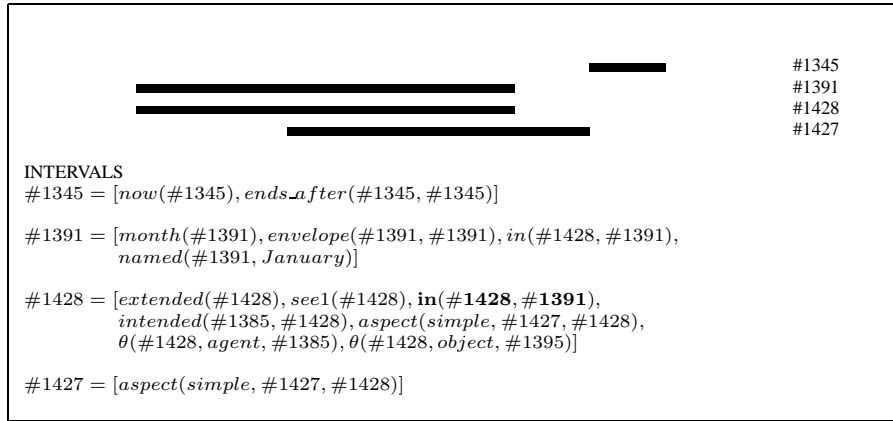 #1345
#1391
#1428
#1427
INTERVALS
#1345 = [now(#1345), ends_after(#1345, #1345)]
#1391 = [month(#1391), envelope(#1391, #1391), in(#1428, #1391),
named(#1391, January)]
#1428 = [extended(#1428), see1(#1428), in(#1428, #1391),
intended(#1385, #1428), aspect(simple, #1427, #1428),
θ(#1428, agent, #1385), θ(#1428, object, #1395)]
#1427 = [aspect(simple, #1427, #1428)]